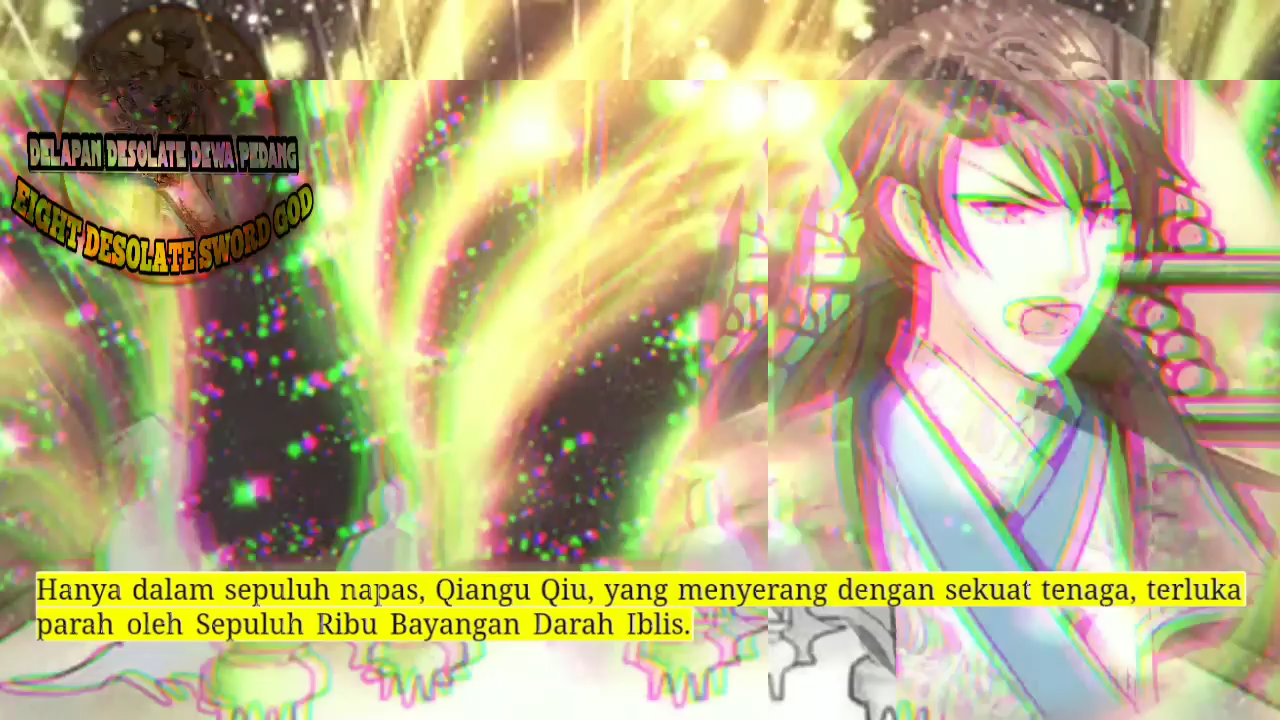 DELAPAN DESOLATE DEWA PEDANG
EIGHT DESOLATE SWORD GOD
Hanya dalam sepuluh napas, Qiangu Qiu, yang menyerang dengan sekuat tenaga, terluka
parah oleh Sepuluh Ribu Bayangan Darah Iblis.